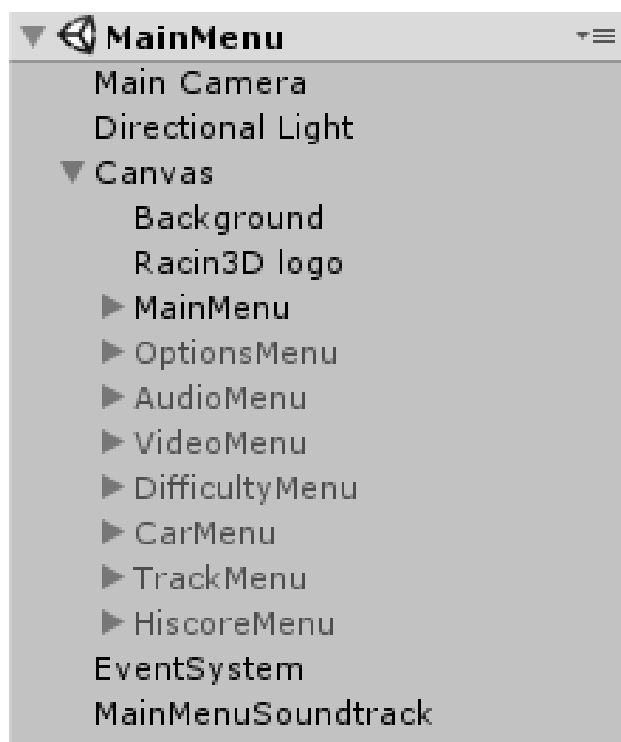 MainMenu
Main Camera
Directional Light
Canvas
Background
Racin3D logo
MainMenu
OptionsMenu
AudioMenu
VideoMenu
DifficultyMenu
CarMenu
TrackMenu
HiscoreMenu
EventSystem
MainMenuSoundtrack